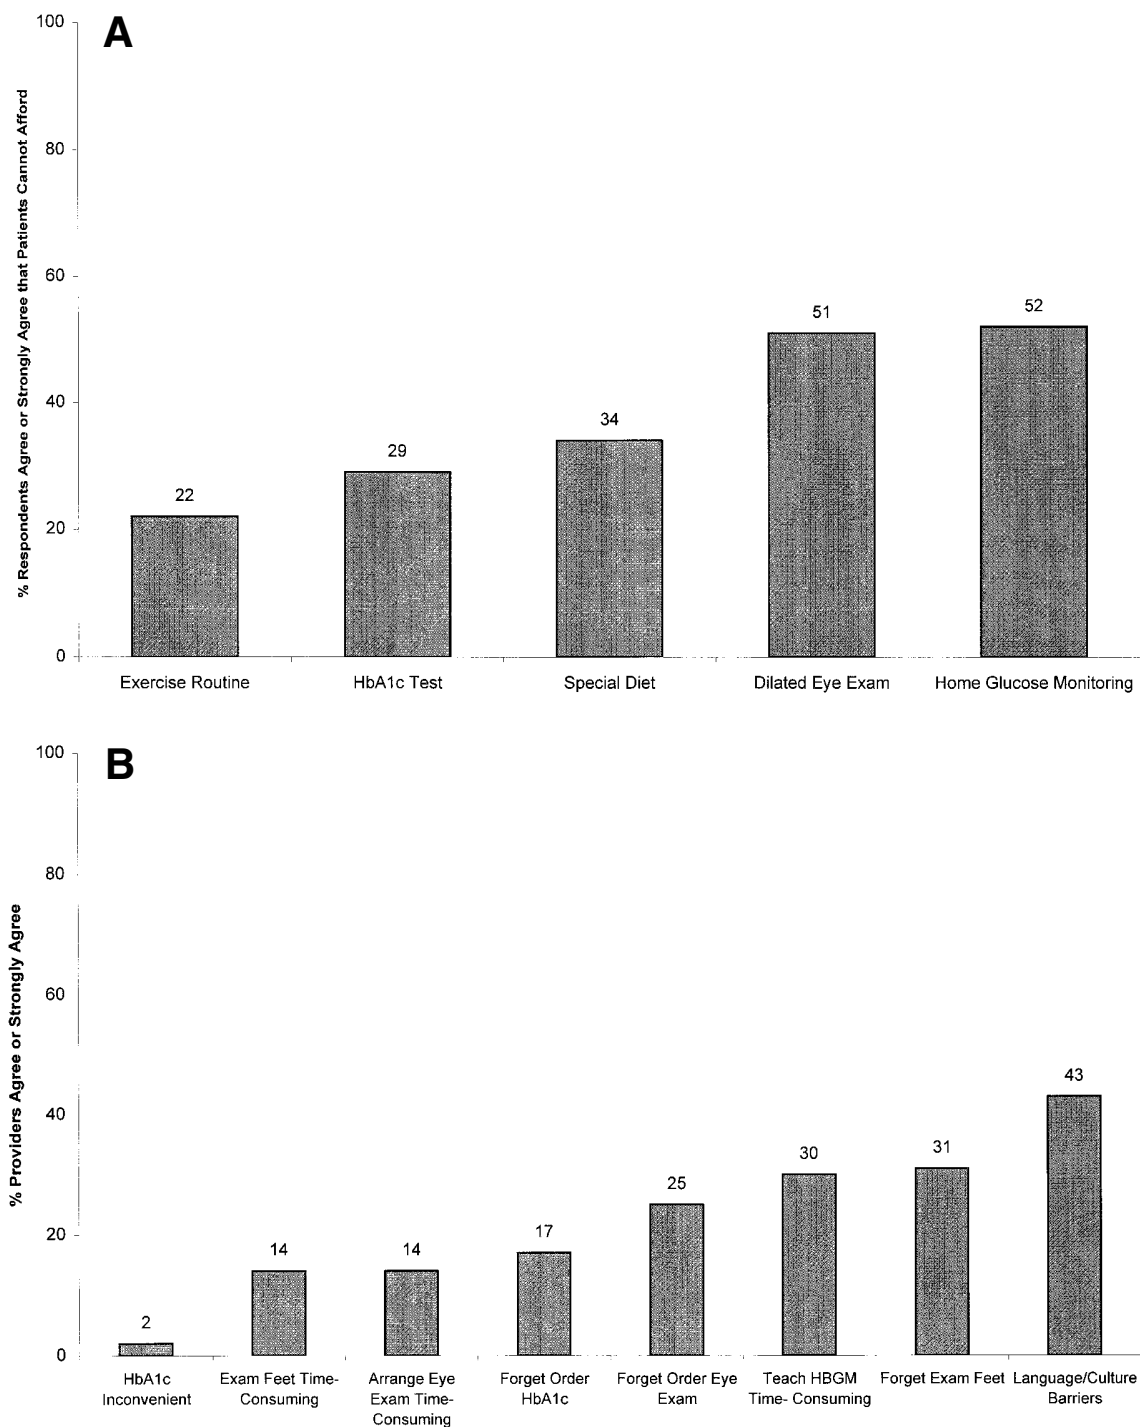 A
% Respondents Agree or Strongly Agree that Patients Cannot Afford
100
80
60
40
20
0
22
29
34
51
52
Exercise Routine
HbA1c Test
Special Diet
Dilated Eye Exam
Home Glucose Monitoring
B
% Providers Agree or Strongly Agree
100
80
60
40
20
0
2
14
14
17
25
30
31
43
HbA1c
Inconvenient
Exam Feet Time-
Consuming
Arrange Eye
Exam Time-
Consuming
Forget Order
HbA1c
Forget Order Eye
Exam
Teach HBGM
Time- Consuming
Forget Exam Feet
Language/Culture
Barriers